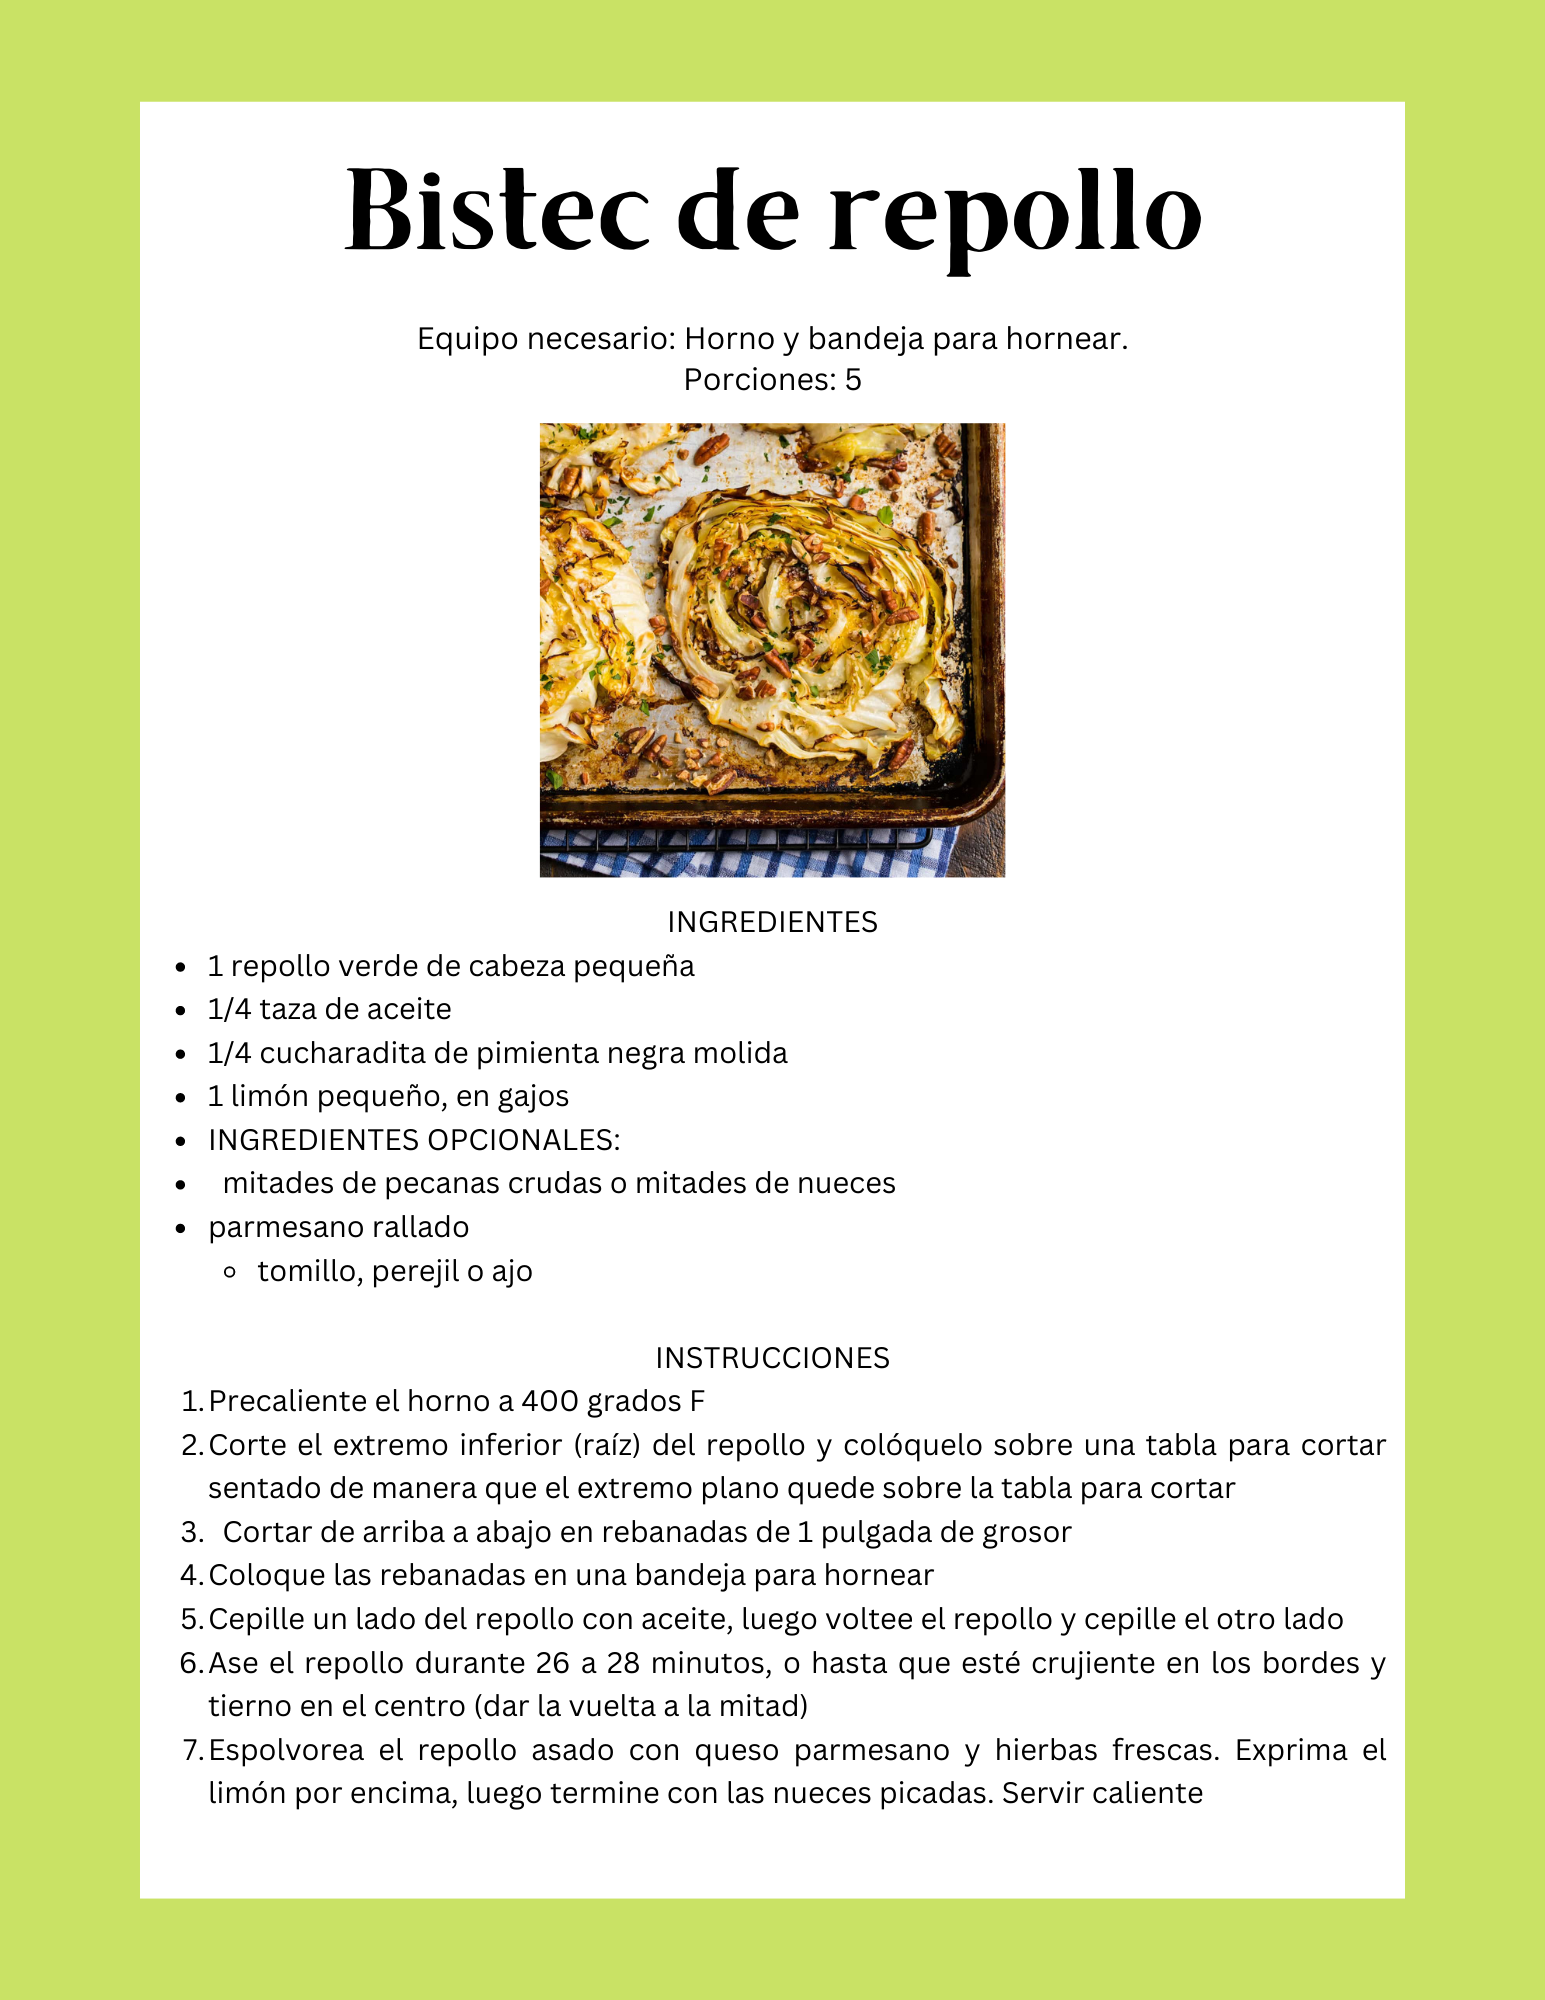 Bistec de repollo
Equipo necesario: Horno y bandeja para hornear.
Porciones: 5
INGREDIENTES
• 1 repollo verde de cabeza pequeña
• 1/4 taza de aceite
• 1/4 cucharadita de pimienta negra molida
• 1 limón pequeño, en gajos
• INGREDIENTES OPCIONALES:
• mitades de pecanas crudas o mitades de nueces
• parmesano rallado
◦ tomillo, perejil o ajo
INSTRUCCIONES
1. Precaliente el horno a 400 grados F
2. Corte el extremo inferior (raíz) del repollo y colóquelo sobre una tabla para cortar
sentado de manera que el extremo plano quede sobre la tabla para cortar
3. Cortar de arriba a abajo en rebanadas de 1 pulgada de grosor
4. Coloque las rebanadas en una bandeja para hornear
5. Cepille un lado del repollo con aceite, luego voltee el repollo y cepille el otro lado
6. Ase el repollo durante 26 a 28 minutos, o hasta que esté crujiente en los bordes y
tierno en el centro (dar la vuelta a la mitad)
7. Espolvorea el repollo asado con queso parmesano y hierbas frescas. Exprima el
limón por encima, luego termine con las nueces picadas. Servir caliente